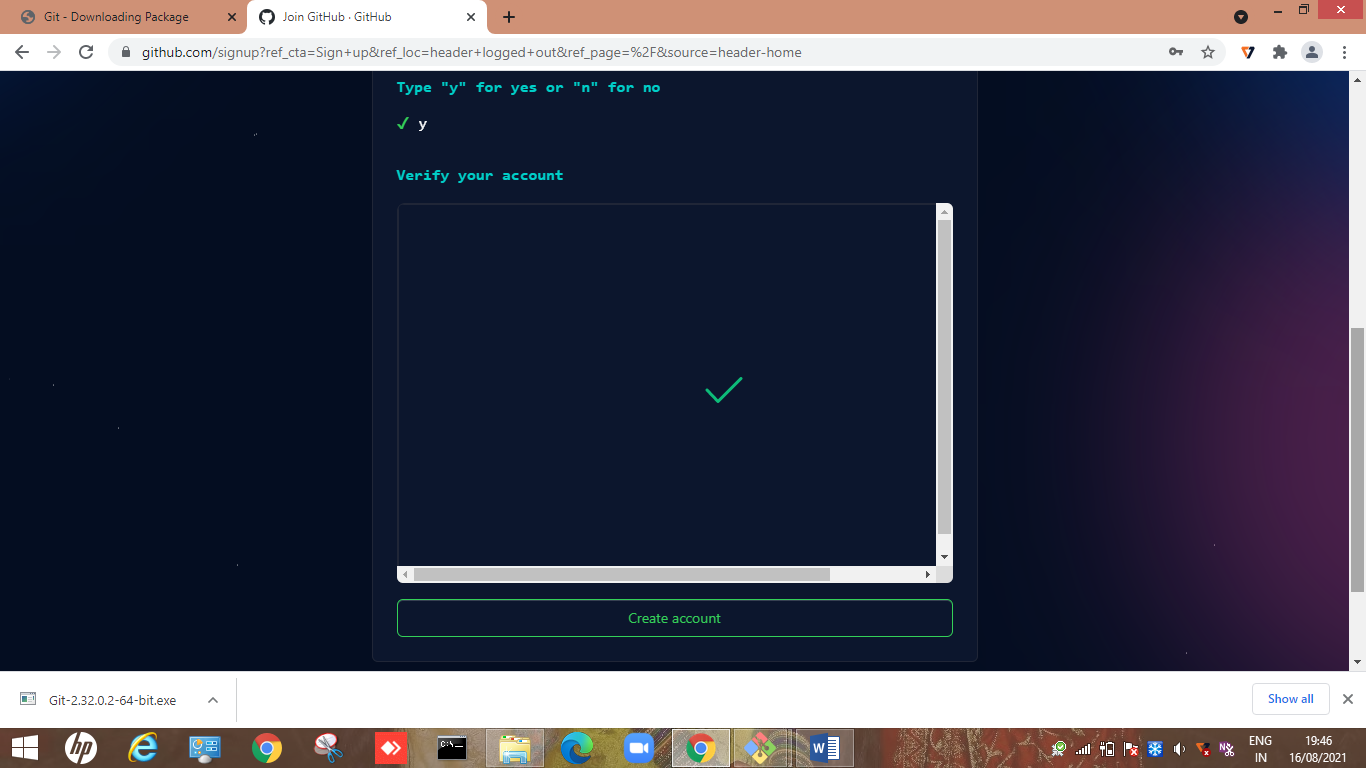 Git - Downloading Package
Join GitHub · GitHub
github.com/signup?ref_cta=Sign+up&ref_loc=header+logged+out&ref_page=%2F&source=header-home
Type "y" for yes or "n" for no
✓ y
Verify your account
Create account
Git-2.32.0.2-64-bit.exe
Show all
hp
C:\
ENG
IN
19:46
16/08/2021